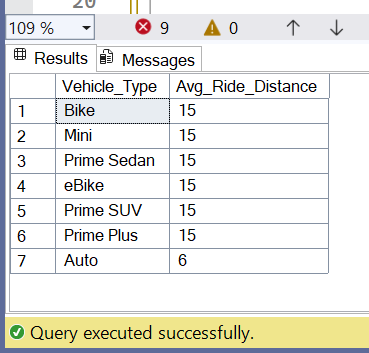 20
109 % 9 0
Results Messages
Vehicle_Type Avg_Ride_Distance
1 Bike 15
2 Mini 15
3 Prime Sedan 15
4 eBike 15
5 Prime SUV 15
6 Prime Plus 15
7 Auto 6
Query executed successfully.